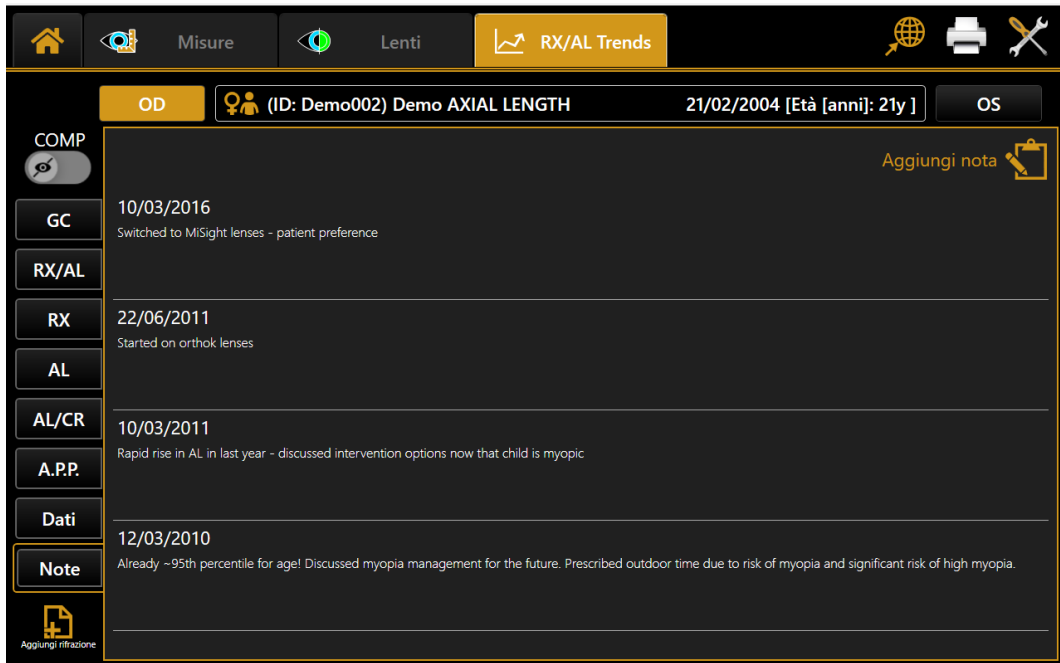 Misure
Lenti
RX/AL Trends
OD
(ID: Demo002) Demo AXIAL LENGTH
21/02/2004 [Età [anni]: 21y ]
OS
COMP
GC
RX/AL
RX
AL
AL/CR
A.P.P.
Dati
Note
Aggiungi rifrazione
Aggiungi nota
10/03/2016
Switched to MiSight lenses - patient preference
22/06/2011
Started on orthok lenses
10/03/2011
Rapid rise in AL in last year - discussed intervention options now that child is myopic
12/03/2010
Already ~95th percentile for age! Discussed myopia management for the future. Prescribed outdoor time due to risk of myopia and significant risk of high myopia.